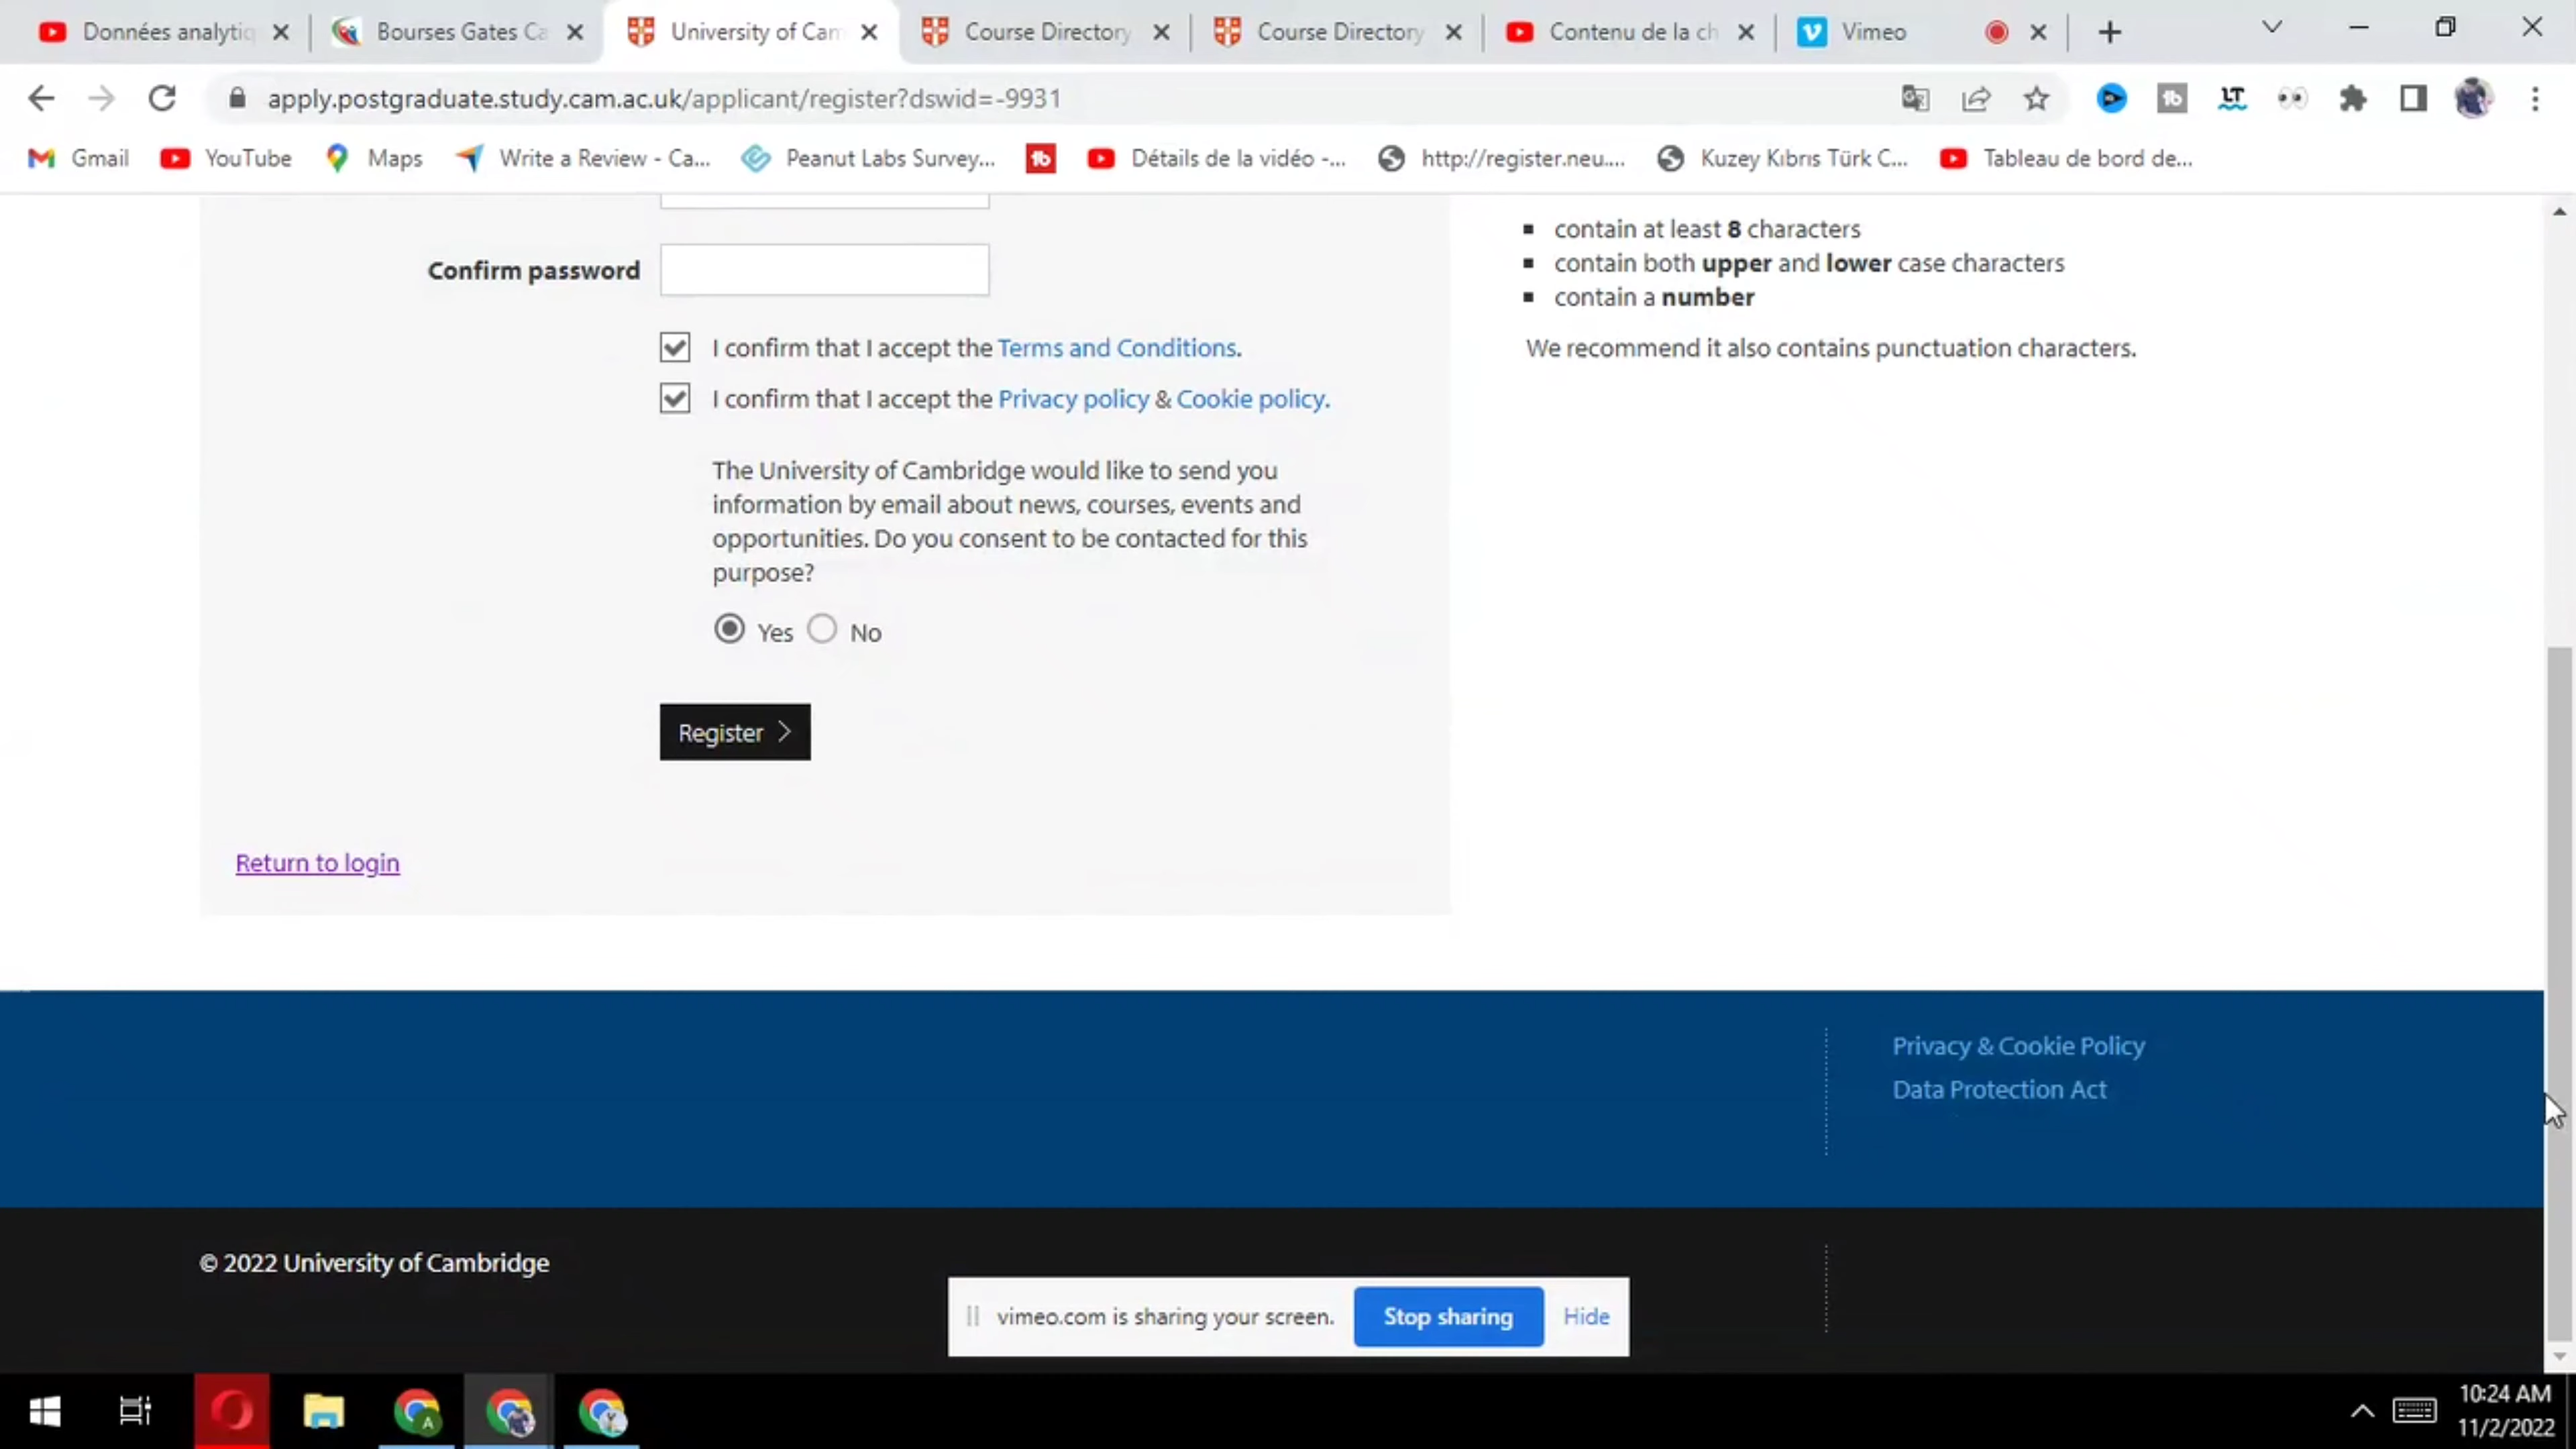 Données analytiq
Bourses Gates Ca
University of Cam
Course Directory
Course Directory
Contenu de la ch
Vimeo
apply.postgraduate.study.cam.ac.uk/applicant/register?dswid=-9931
Gmail
YouTube
Maps
Write a Review - Ca...
Peanut Labs Survey...
Détails de la vidéo -...
http://register.neu....
Kuzey Kıbrıs Türk C...
Tableau de bord de...
contain at least 8 characters
Confirm password
contain both upper and lower case characters
contain a number
I confirm that I accept the Terms and Conditions.
We recommend it also contains punctuation characters.
I confirm that I accept the Privacy policy & Cookie policy.
The University of Cambridge would like to send you
information by email about news, courses, events and
opportunities. Do you consent to be contacted for this
purpose?
Yes No
Register
Return to login
Privacy & Cookie Policy
Data Protection Act
© 2022 University of Cambridge
vimeo.com is sharing your screen.
Stop sharing
Hide
10:24 AM
11/2/2022